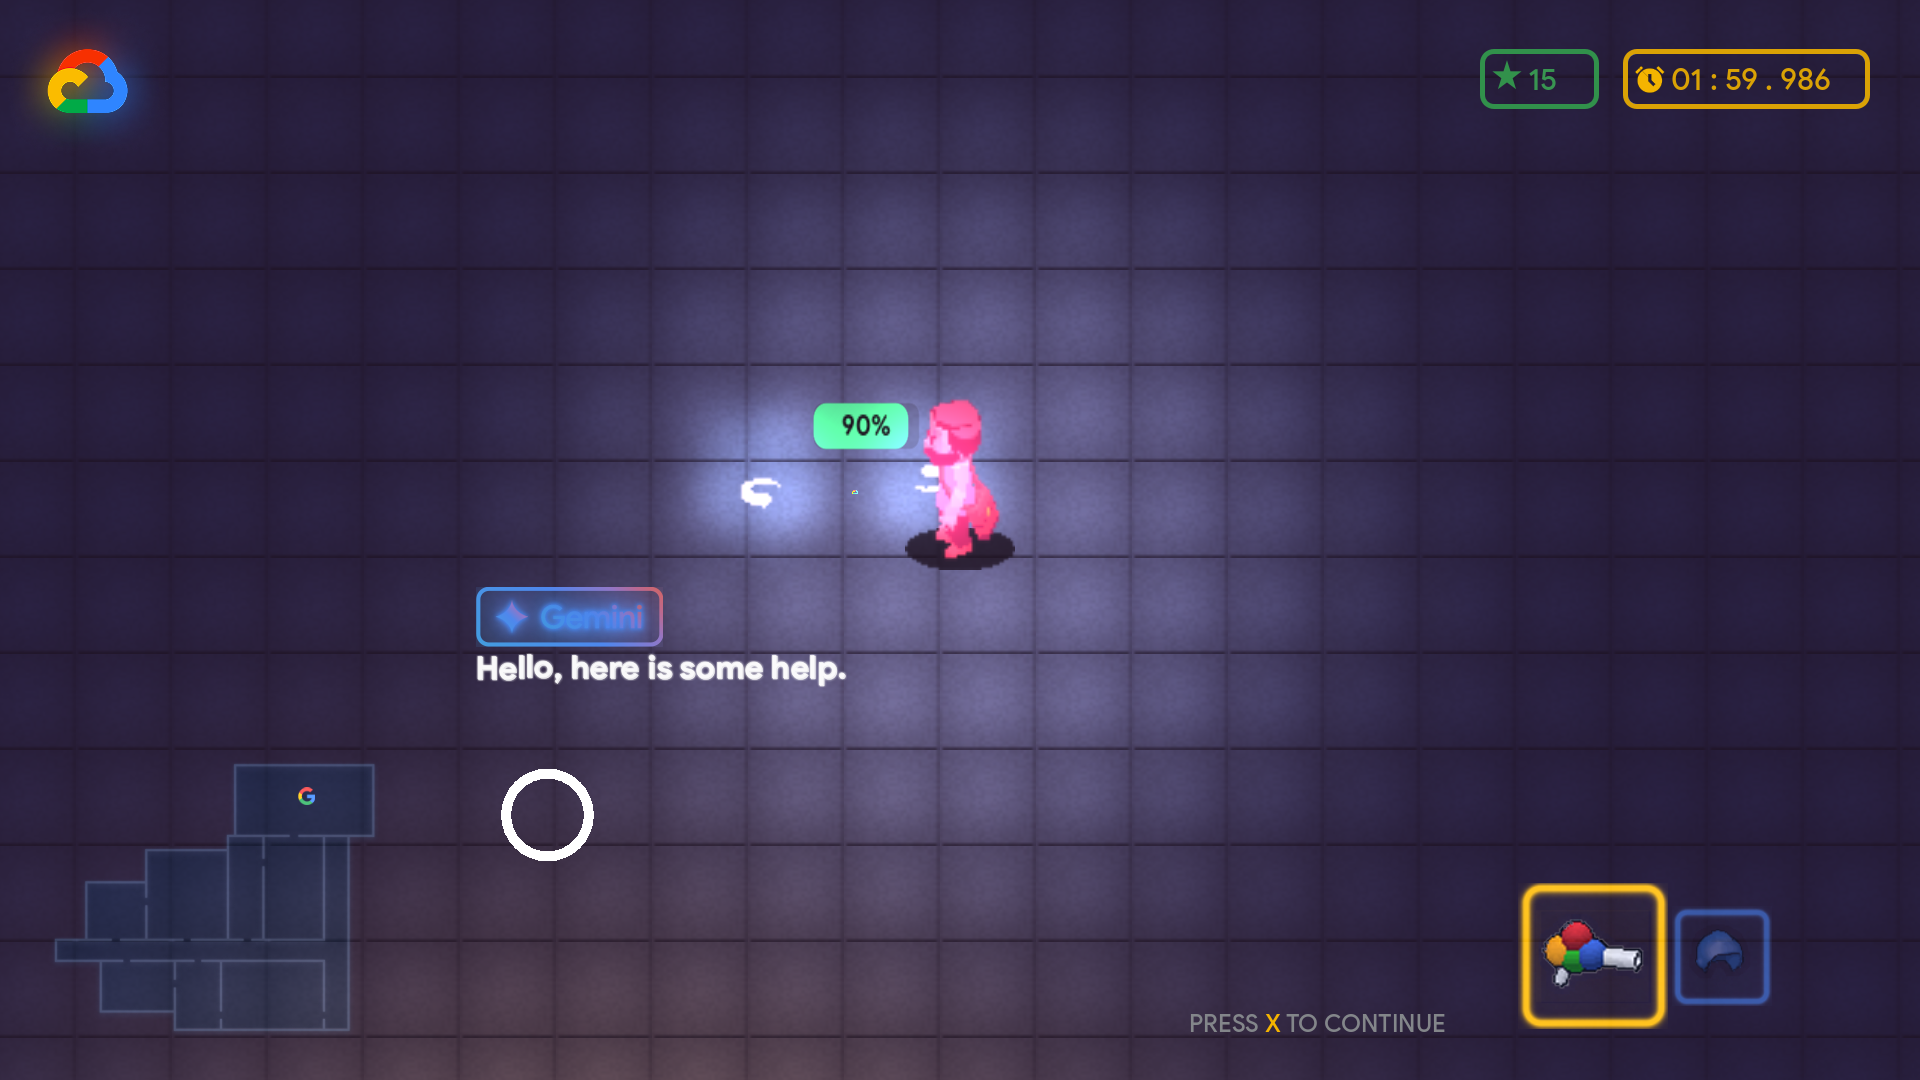 15
01 : 59 . 986
90%
Gemini
Hello, here is some help.
G
PRESS X TO CONTINUE